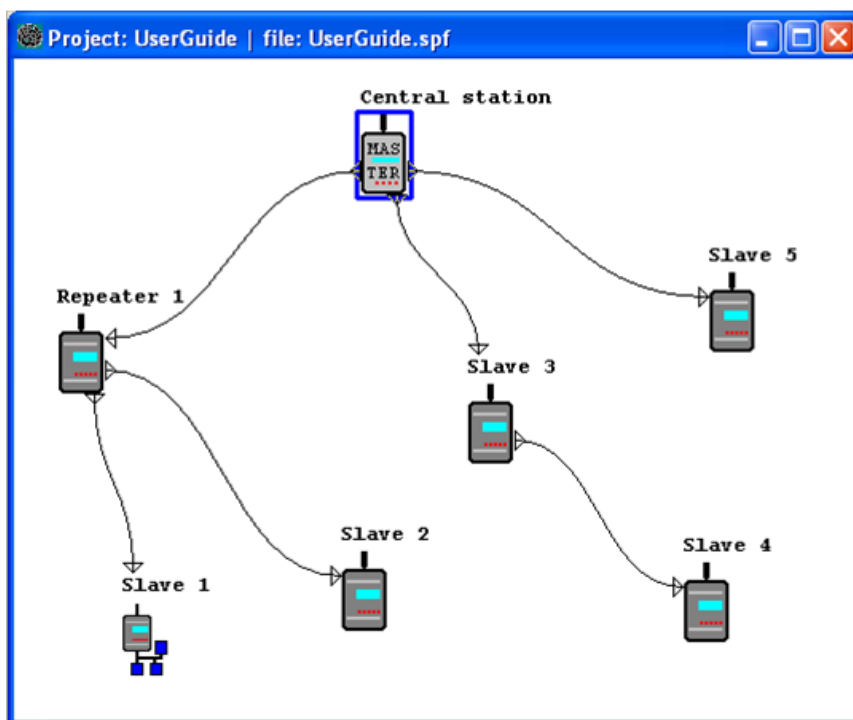 Project: UserGuide | file: UserGuide.spf
Central station
MAS
TER
Slave 5
Repeater 1
Slave 3
Slave 2
Slave 4
Slave 1